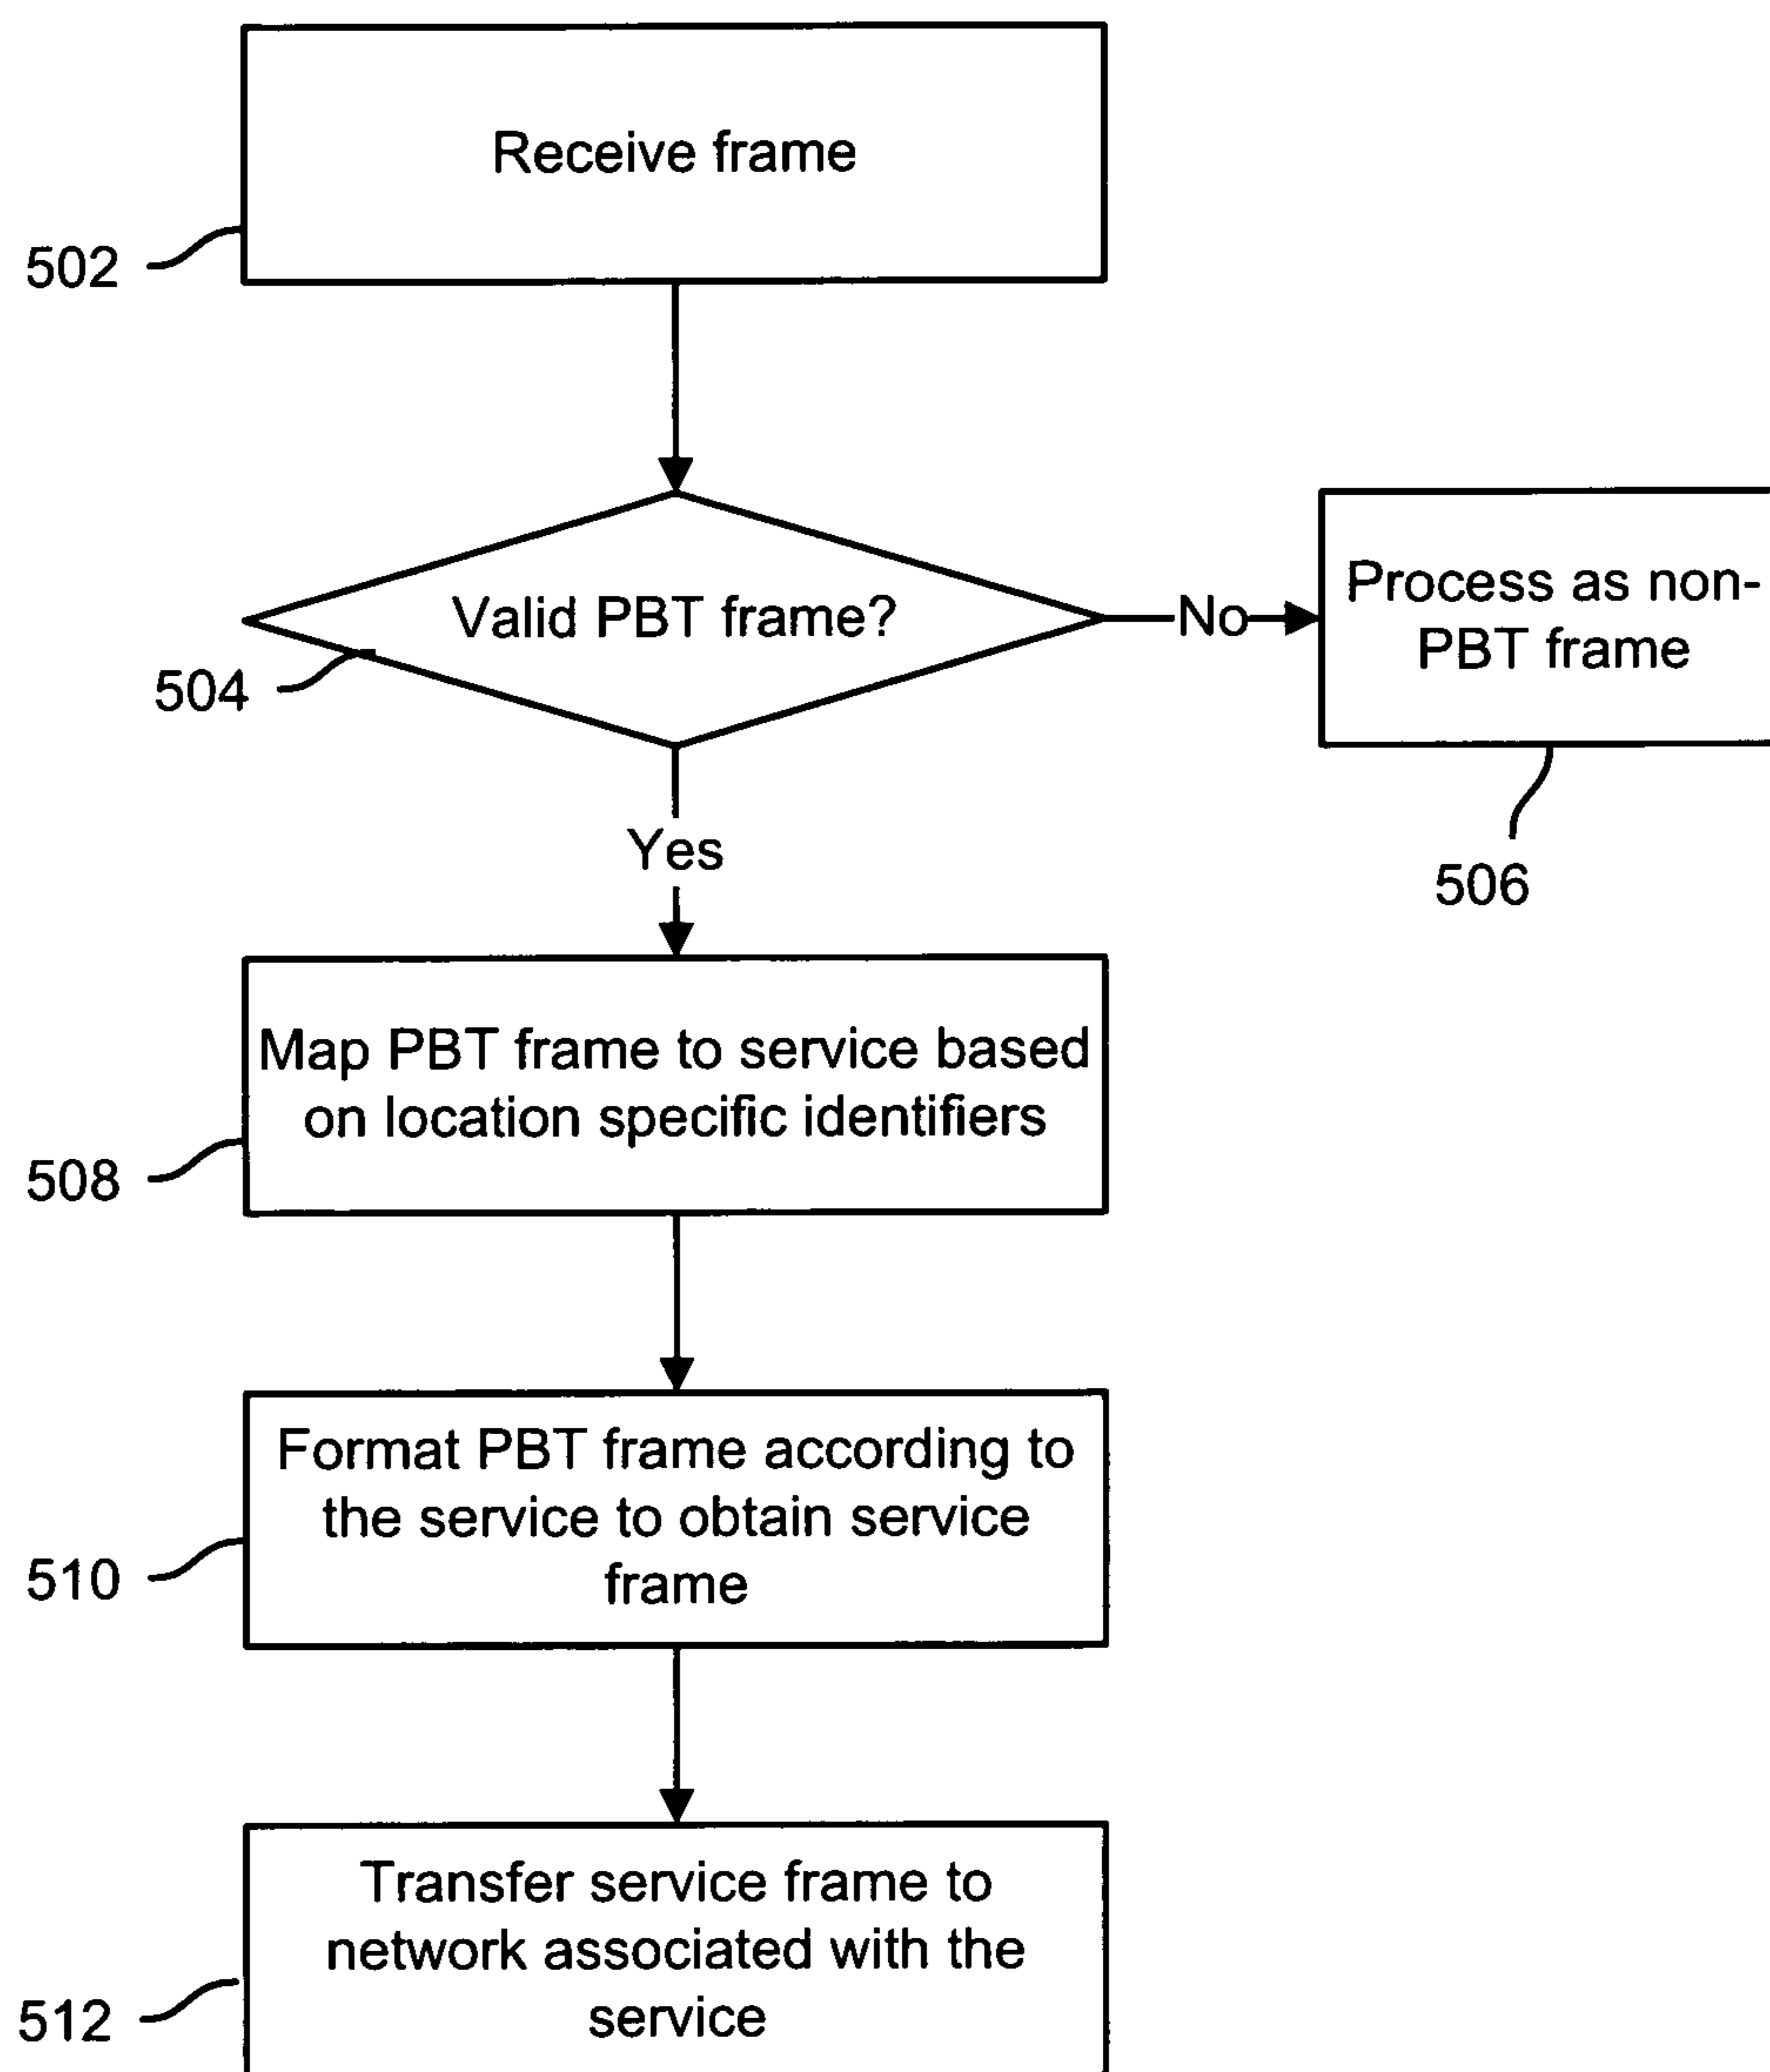 Receive frame
502
Valid PBT frame?
504
No
Process as non-
PBT frame
506
Yes
Map PBT frame to service based
on location specific identifiers
508
Format PBT frame according to
the service to obtain service
frame
510
Transfer service frame to
network associated with the
service
512